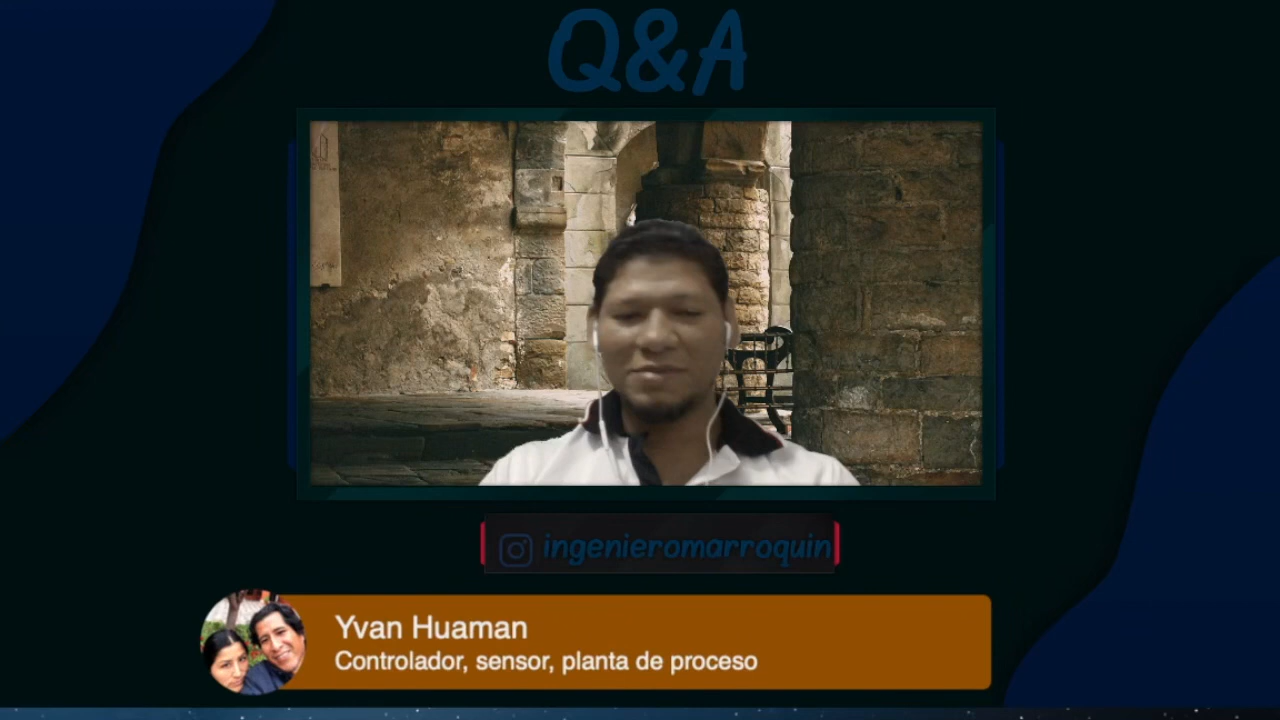 Q&A
ingenieromarroquin
Yvan Huaman
Controlador, sensor, planta de proceso